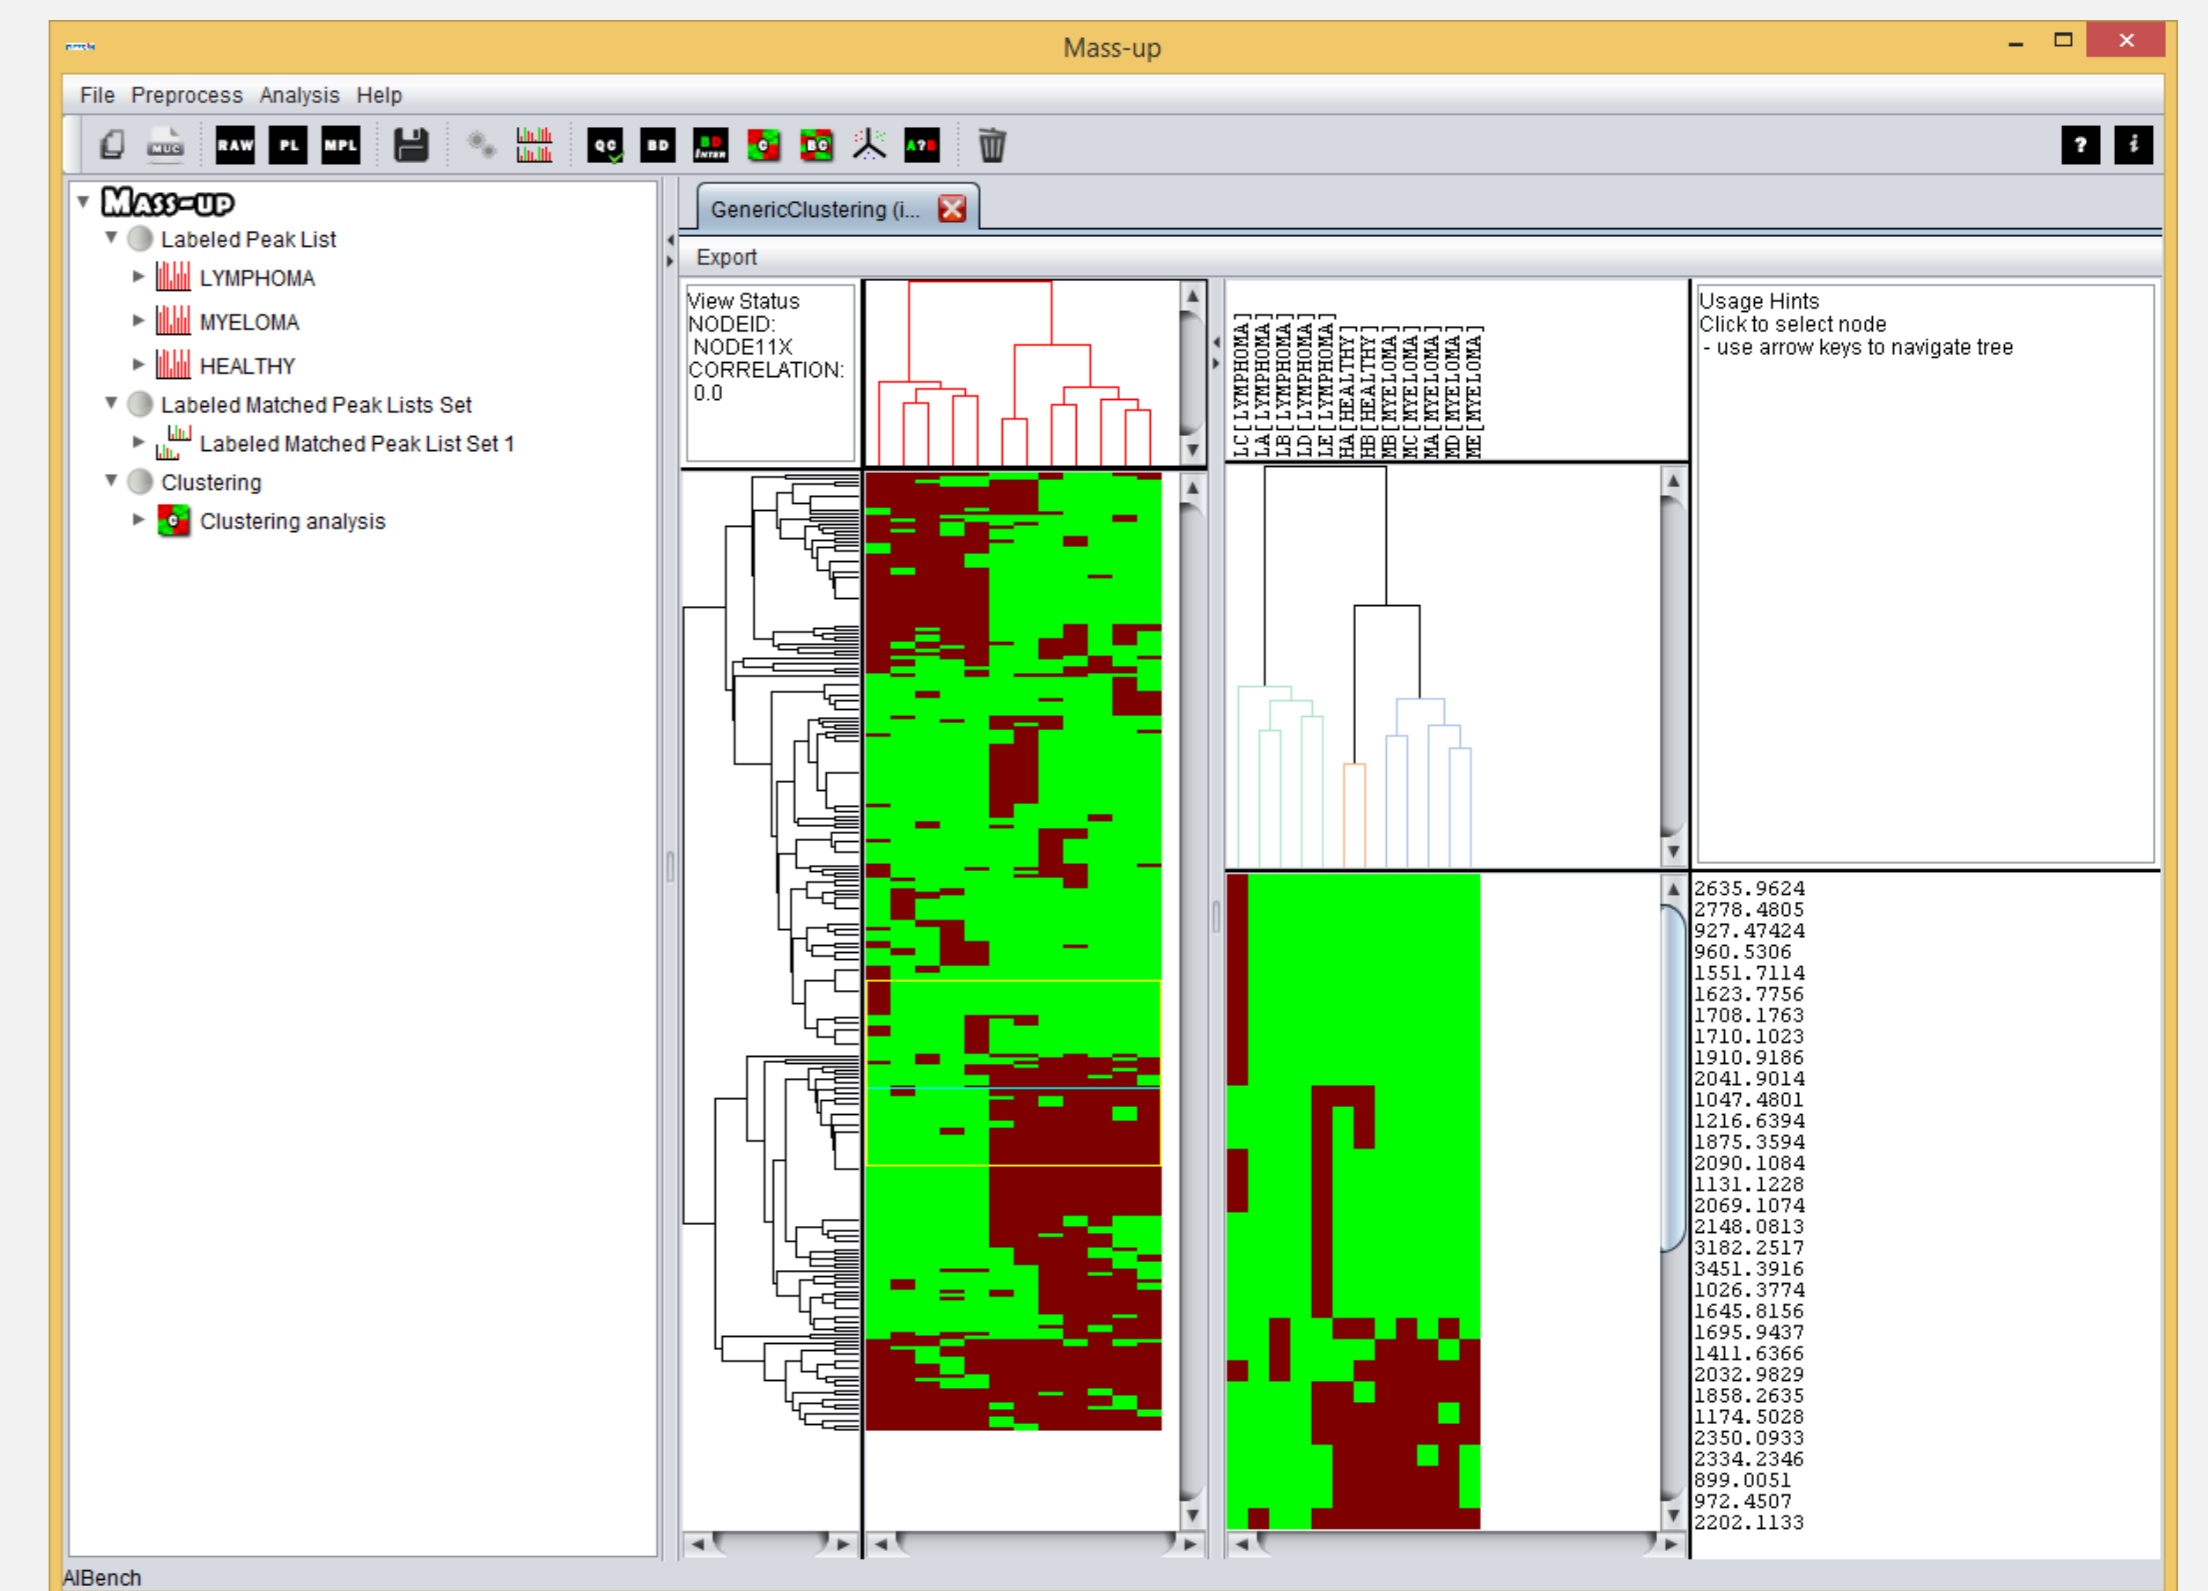 Mass-up
File Preprocess Analysis Help
MUC RAW PL MPL QC BD BD INTER C BC A?B ? i
MASS-UP
Labeled Peak List
LYMPHOMA
MYELOMA
HEALTHY
Labeled Matched Peak Lists Set
Labeled Matched Peak List Set 1
Clustering
C Clustering analysis
GenericClustering (i...
Export
View Status
NODEID:
NODE11X
CORRELATION:
0.0
LC[LYMPHOMA]
LA[LYMPHOMA]
LB[LYMPHOMA]
LD[LYMPHOMA]
LE[LYMPHOMA]
HA[HEALTHY]
HB[HEALTHY]
MB[MYELOMA]
MC[MYELOMA]
MA[MYELOMA]
MD[MYELOMA]
ME[MYELOMA]
Usage Hints
Click to select node
- use arrow keys to navigate tree
2635.9624
2778.4805
927.47424
960.5306
1551.7114
1623.7756
1708.1763
1710.1023
1910.9186
2041.9014
1047.4801
1216.6394
1875.3594
2090.1084
1131.1228
2069.1074
2148.0813
3182.2517
3451.3916
1026.3774
1645.8156
1695.9437
1411.6366
2032.9829
1858.2635
1174.5028
2350.0933
2334.2346
899.0051
972.4507
2202.1133
AIBench